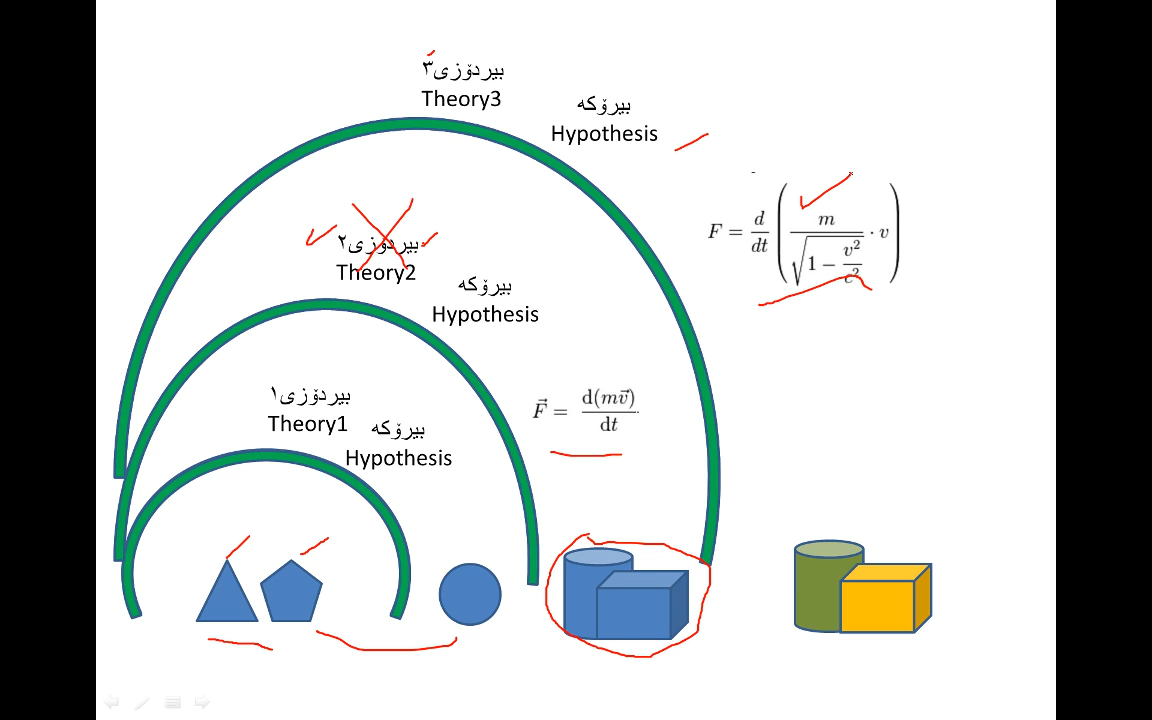 بیردۆزی٣
Theory3
بیرۆکە
Hypothesis
F = d/dt ( m / √(1 − v²/c²) · v )
بیردۆزی٢
Theory2
بیرۆکە
Hypothesis
F⃗ = d(mv⃗)/dt
بیردۆزی١
Theory1
بیرۆکە
Hypothesis